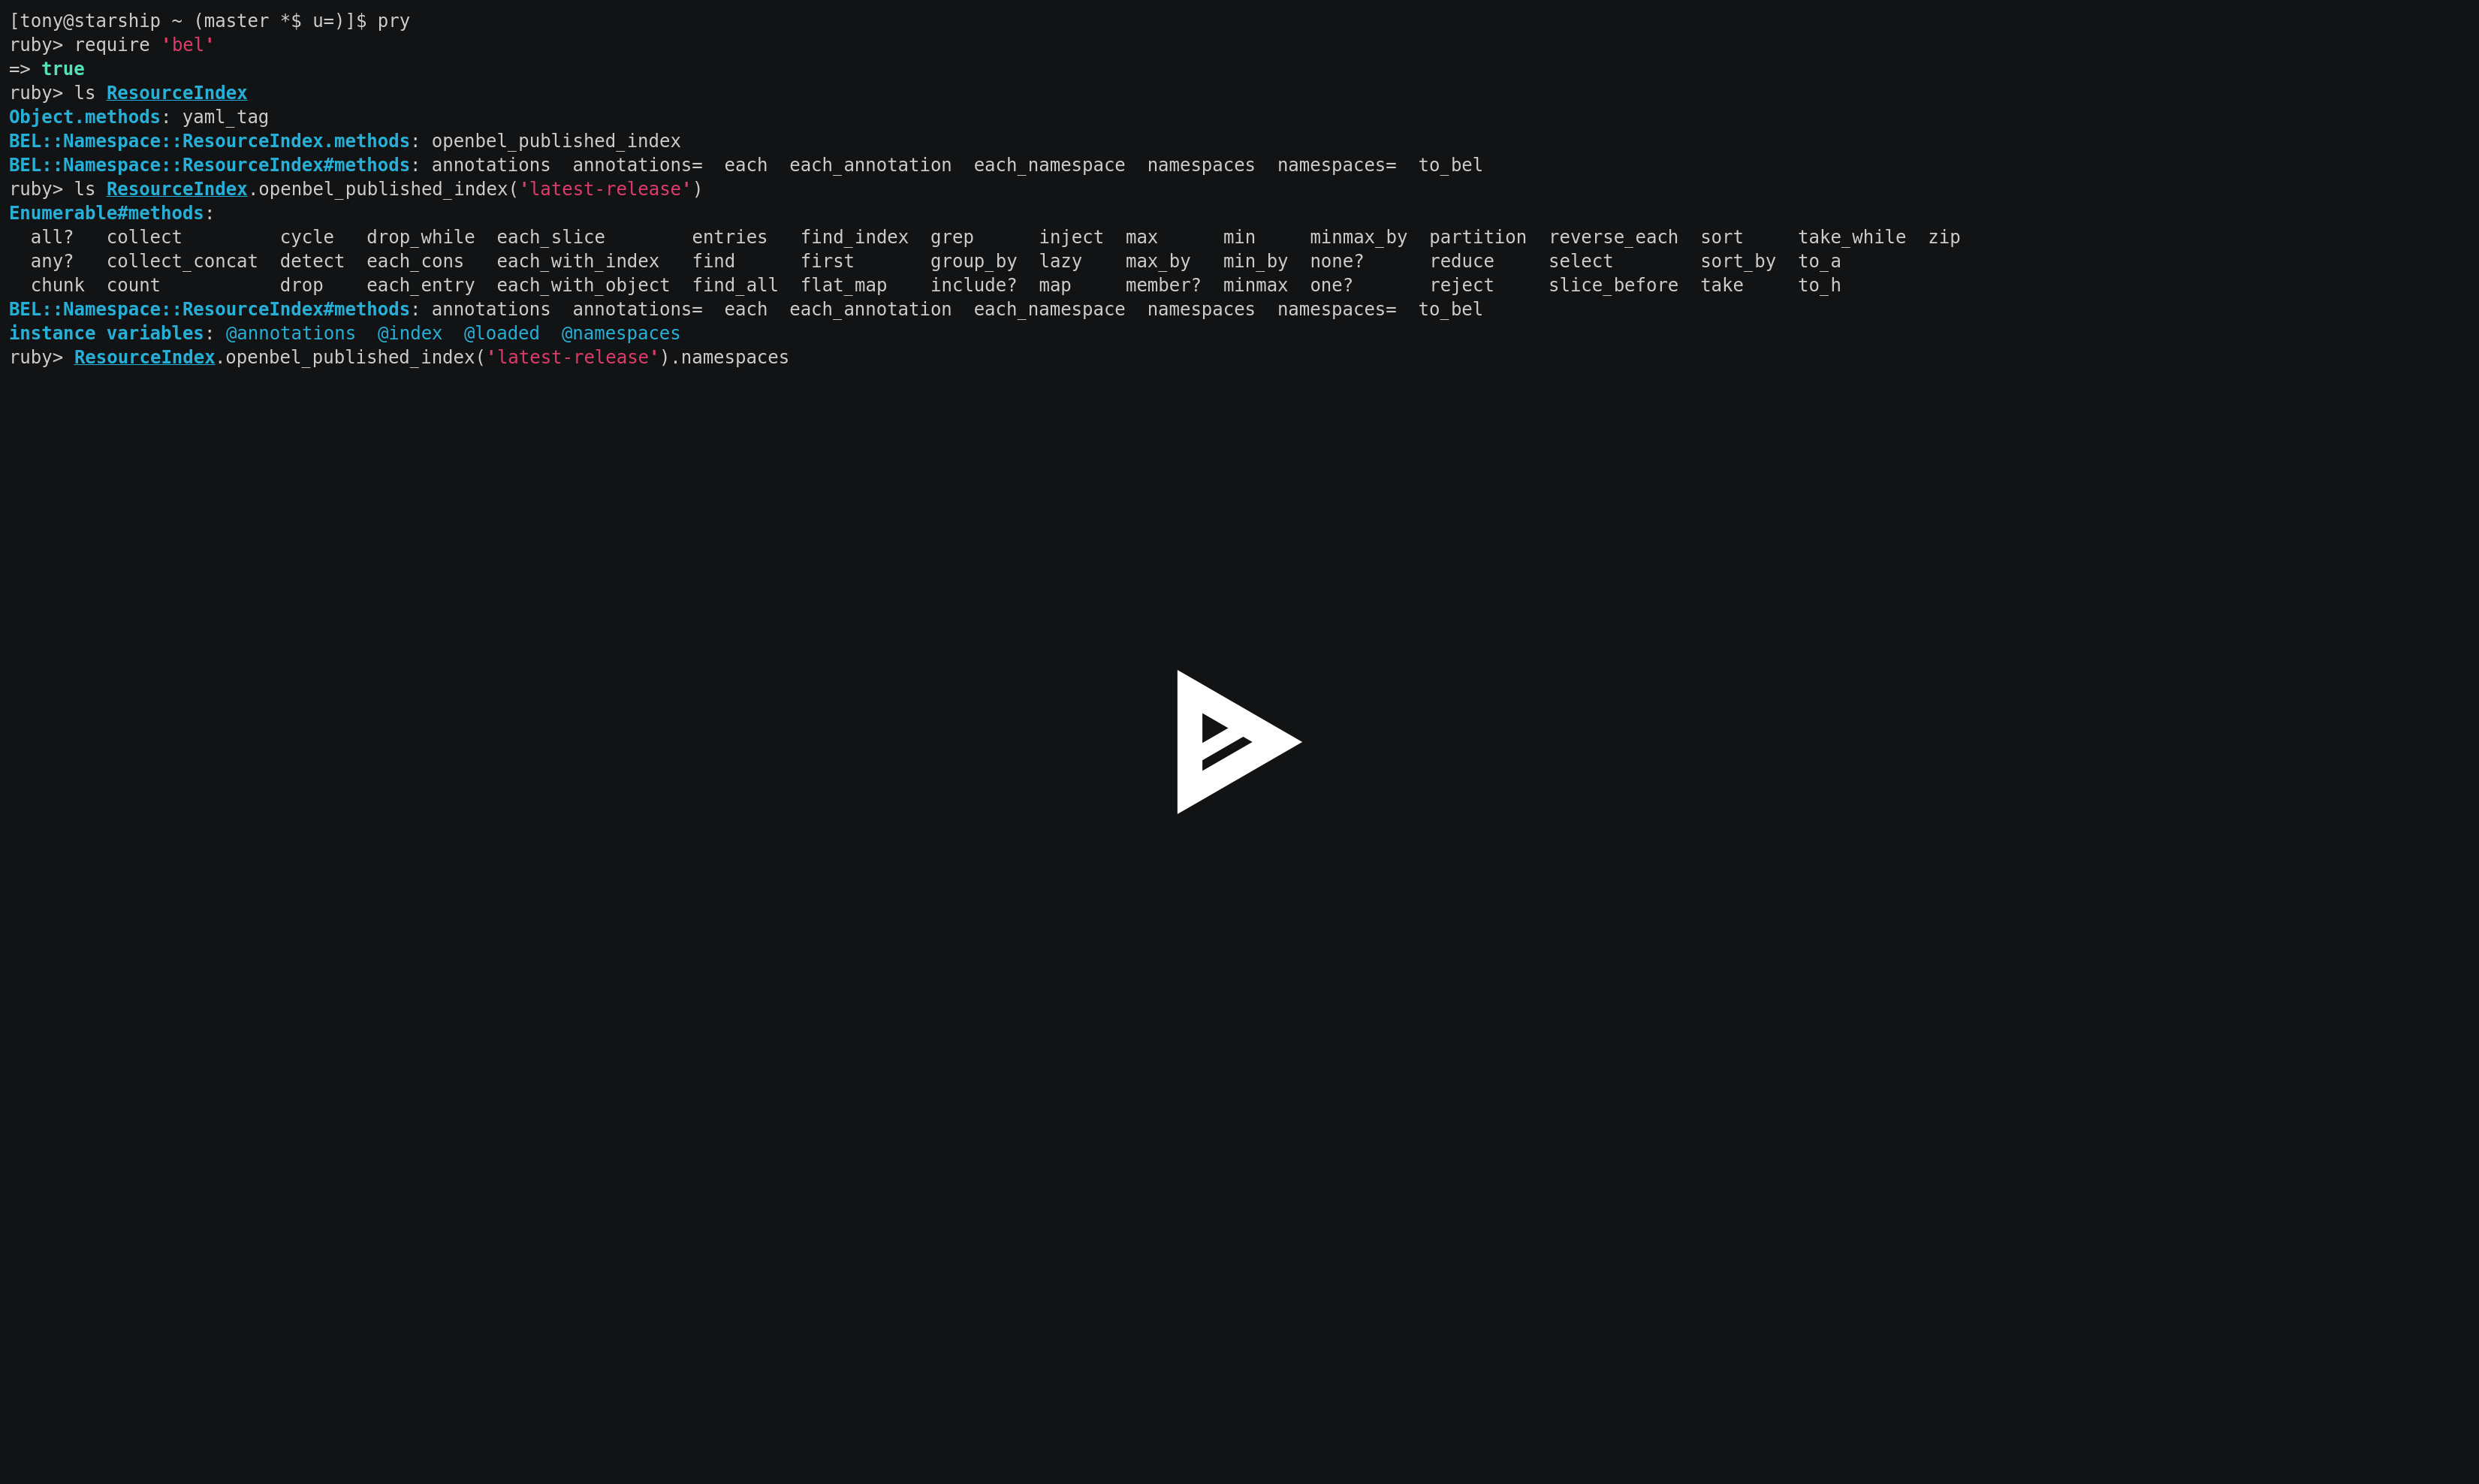 [tony@starship ~ (master *$ u=)]$ pry
ruby> require 'bel'
=> true
ruby> ls ResourceIndex
Object.methods: yaml_tag
BEL::Namespace::ResourceIndex.methods: openbel_published_index
BEL::Namespace::ResourceIndex#methods: annotations  annotations=  each  each_annotation  each_namespace  namespaces  namespaces=  to_bel
ruby> ls ResourceIndex.openbel_published_index('latest-release')
Enumerable#methods:
  all?   collect         cycle   drop_while  each_slice        entries   find_index  grep      inject  max      min     minmax_by  partition  reverse_each  sort     take_while  zip
  any?   collect_concat  detect  each_cons   each_with_index   find      first       group_by  lazy    max_by   min_by  none?      reduce     select        sort_by  to_a
  chunk  count           drop    each_entry  each_with_object  find_all  flat_map    include?  map     member?  minmax  one?       reject     slice_before  take     to_h
BEL::Namespace::ResourceIndex#methods: annotations  annotations=  each  each_annotation  each_namespace  namespaces  namespaces=  to_bel
instance variables: @annotations  @index  @loaded  @namespaces
ruby> ResourceIndex.openbel_published_index('latest-release').namespaces